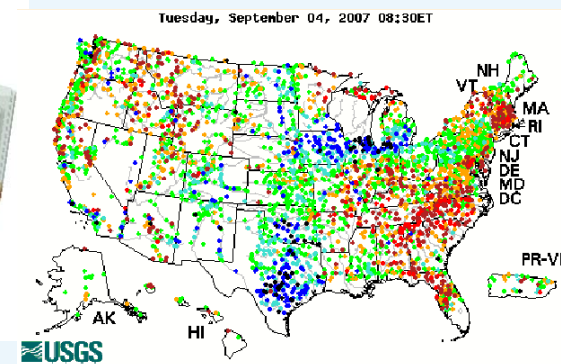 Tuesday, September 04, 2007 08:30ET
NH
VT
MA
RI
CT
NJ
DE
MD
DC
PR-VI
AK
HI
USGS